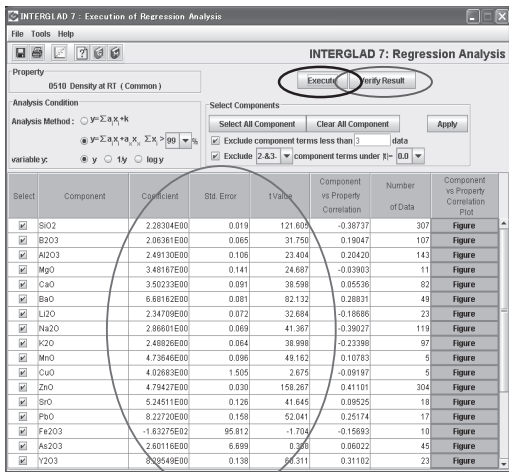 INTERGLAD 7 : Execution of Regression Analysis
File Tools Help
INTERGLAD 7: Regression Analysis
Property
0510 Density at RT ( Common )
Execute Verify Result
Analysis Condition
Analysis Method : y=Σaᵢxᵢ+k
y=Σaᵢxᵢ+aᵢxᵢxⱼ Σxᵢ > 99 %
variable y: y 1/y log y
Select Components
Select All Component Clear All Component Apply
Exclude component terms less than 3 data
Exclude 2-&3- component terms under |t|= 0.0
Select Component Coefficient Std. Error t Value Component vs Property Correlation Number of Data Component vs Property Correlation Plot
SiO2 2.28304E00 0.019 121.605 -0.38737 307 Figure
B2O3 2.06361E00 0.065 31.750 0.19047 107 Figure
Al2O3 2.49130E00 0.106 23.404 0.20420 143 Figure
MgO 3.48167E00 0.141 24.687 -0.03903 11 Figure
CaO 3.50233E00 0.091 38.598 0.05536 82 Figure
BaO 6.68162E00 0.081 82.132 0.28831 49 Figure
Li2O 2.34709E00 0.072 32.684 -0.18686 23 Figure
Na2O 2.86601E00 0.069 41.367 -0.39027 119 Figure
K2O 2.48826E00 0.064 38.998 -0.23398 97 Figure
MnO 4.73646E00 0.096 49.162 0.10783 5 Figure
CuO 4.02683E00 1.505 2.675 -0.09197 5 Figure
ZnO 4.79427E00 0.030 158.267 0.41101 304 Figure
SrO 5.24511E00 0.126 41.645 0.09525 18 Figure
PbO 8.22720E00 0.158 52.041 0.25174 17 Figure
Fe2O3 -1.63275E02 95.812 -1.704 -0.15693 10 Figure
As2O3 2.60116E00 6.699 0.388 0.06022 45 Figure
Y2O3 8.29549E00 0.138 60.311 0.31102 23 Figure